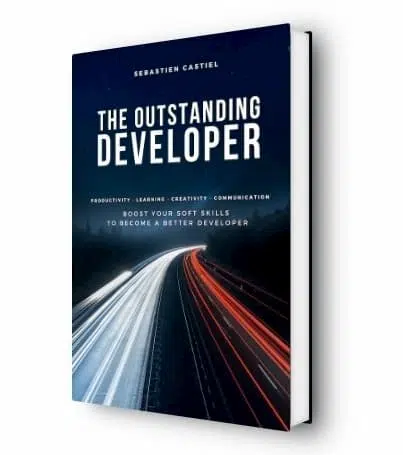 SEBASTIEN CASTIEL
THE OUTSTANDING
DEVELOPER
PRODUCTIVITY - LEARNING - CREATIVITY - COMMUNICATION
BOOST YOUR SOFT SKILLS
TO BECOME A BETTER DEVELOPER